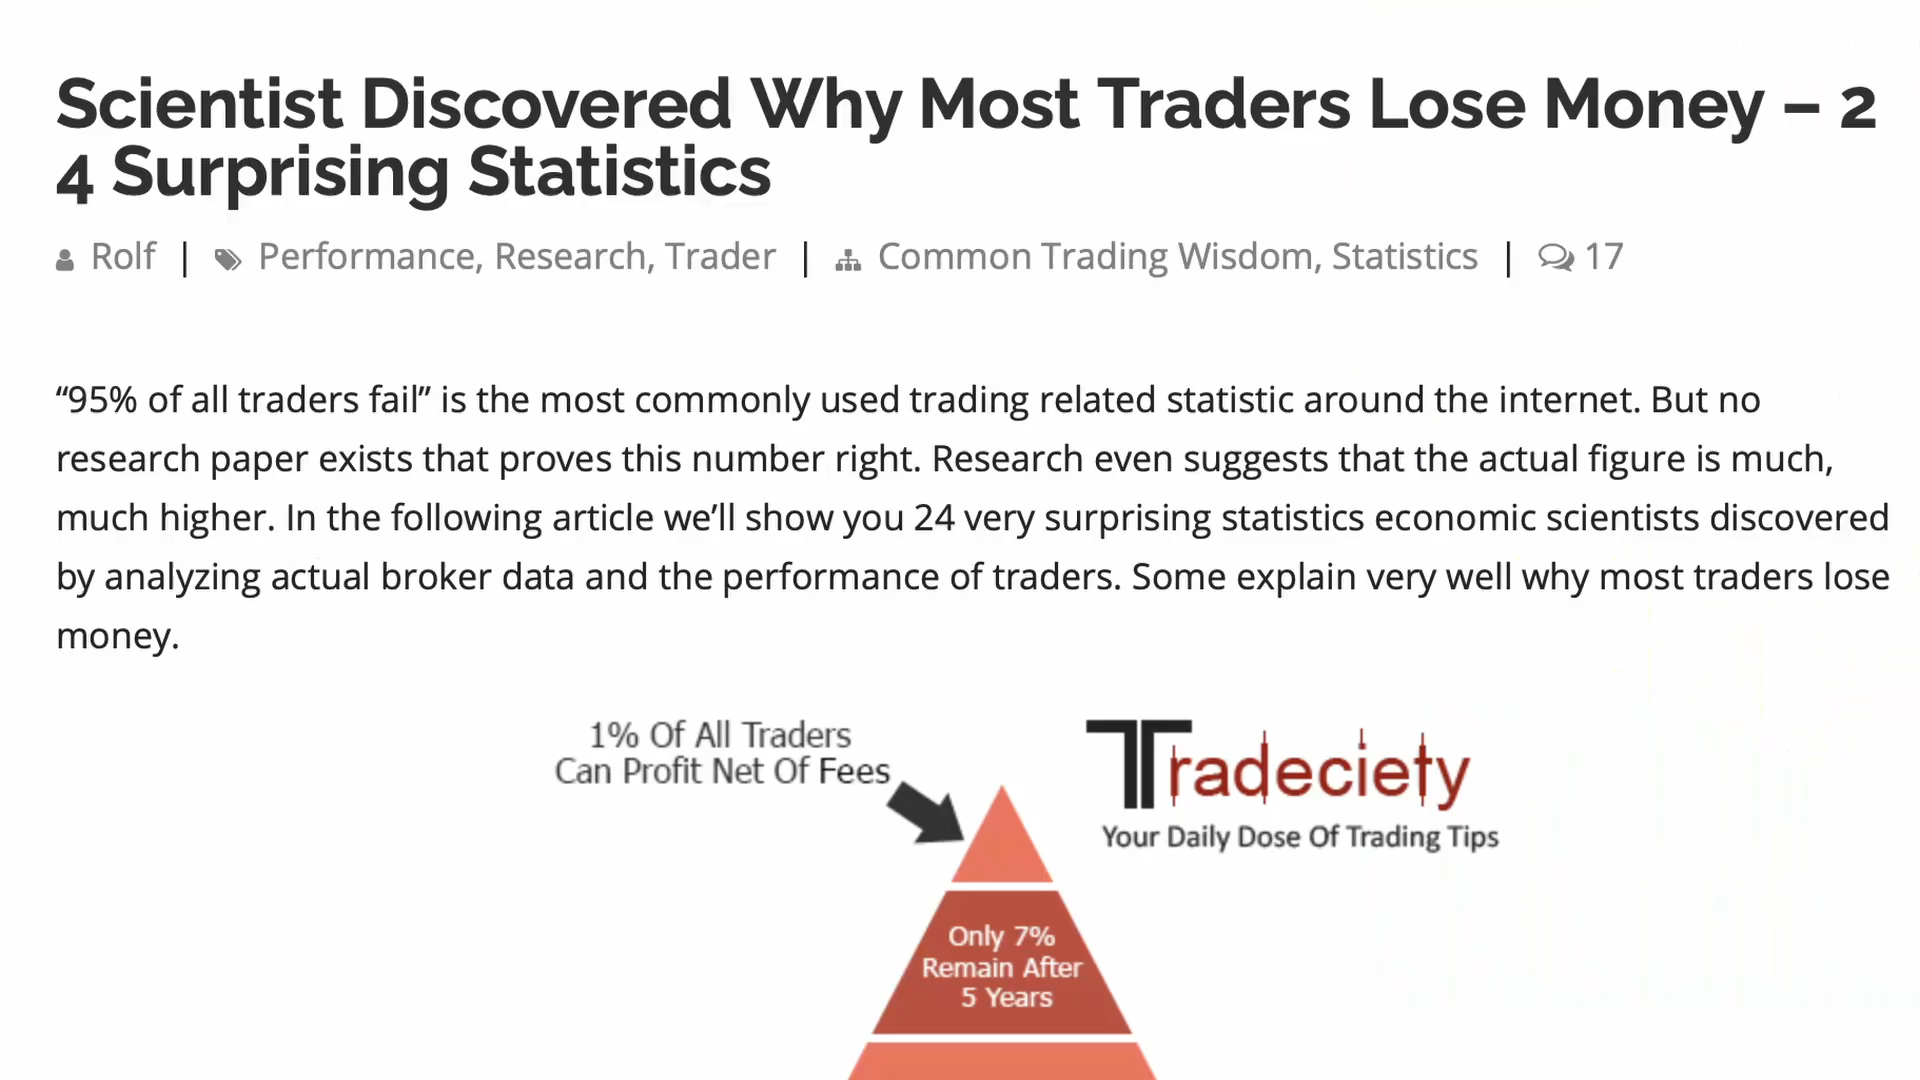 Scientist Discovered Why Most Traders Lose Money – 2
4 Surprising Statistics
Rolf | Performance, Research, Trader | Common Trading Wisdom, Statistics | 17
“95% of all traders fail” is the most commonly used trading related statistic around the internet. But no
research paper exists that proves this number right. Research even suggests that the actual figure is much,
much higher. In the following article we’ll show you 24 very surprising statistics economic scientists discovered
by analyzing actual broker data and the performance of traders. Some explain very well why most traders lose
money.
1% Of All Traders
Can Profit Net Of Fees
Tradeciety
Your Daily Dose Of Trading Tips
Only 7%
Remain After
5 Years